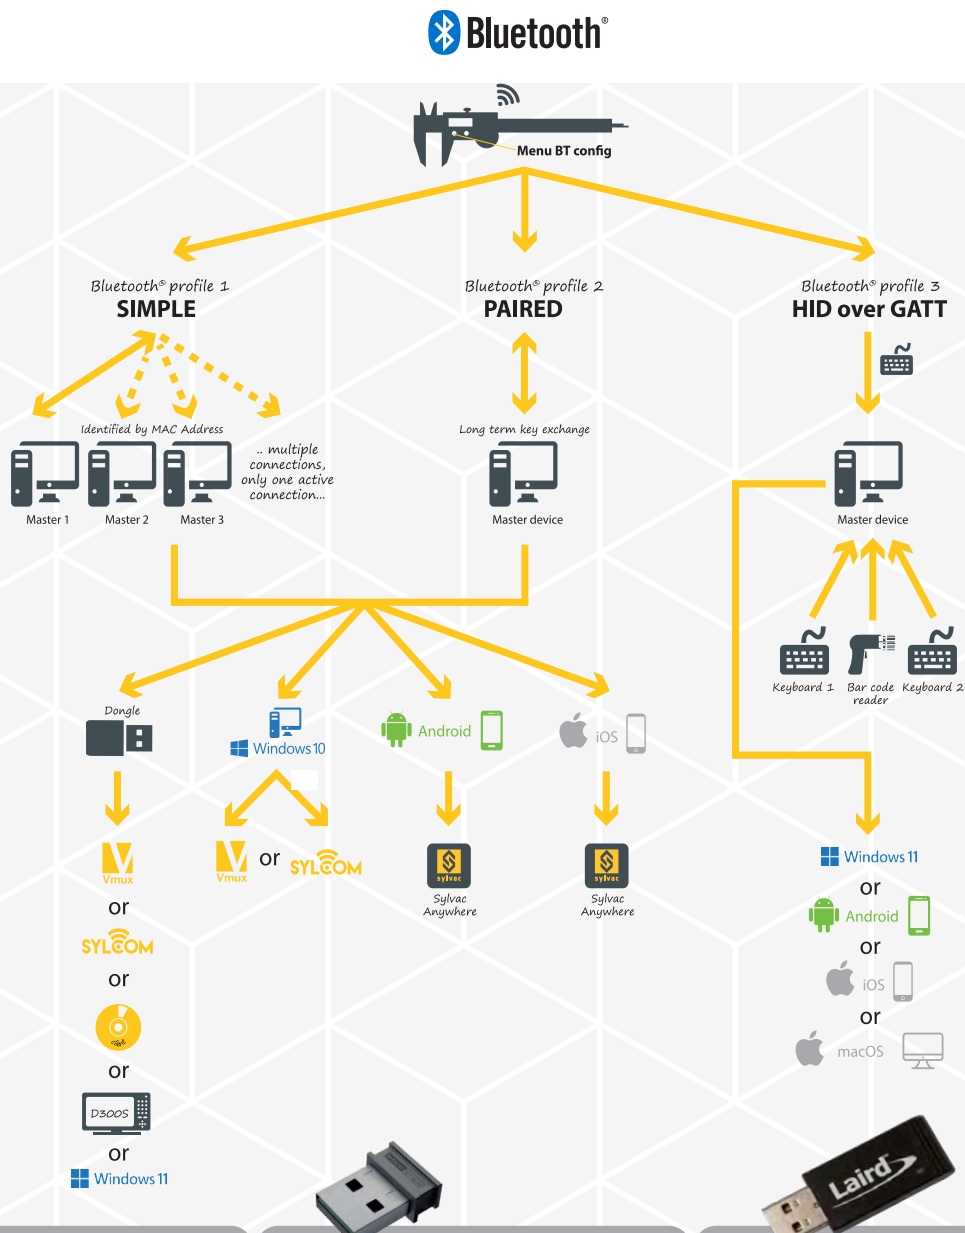 Bluetooth®
Menu BT config
Bluetooth® profile 1
SIMPLE
Bluetooth® profile 2
PAIRED
Bluetooth® profile 3
HID over GATT
Identified by MAC Address
.. multiple
connections,
only one active
connection...
Long term key exchange
Master 1
Master 2
Master 3
Master device
Master device
Keyboard 1
Bar code
reader
Keyboard 2
Dongle
Windows 10
Android
iOS
Vmux
or
SYLCOM
or
or
D300S
or
Windows 11
Vmux
or
SYLCOM
sylvac
Sylvac
Anywhere
sylvac
Sylvac
Anywhere
Windows 11
or
Android
or
iOS
or
macOS
Laird